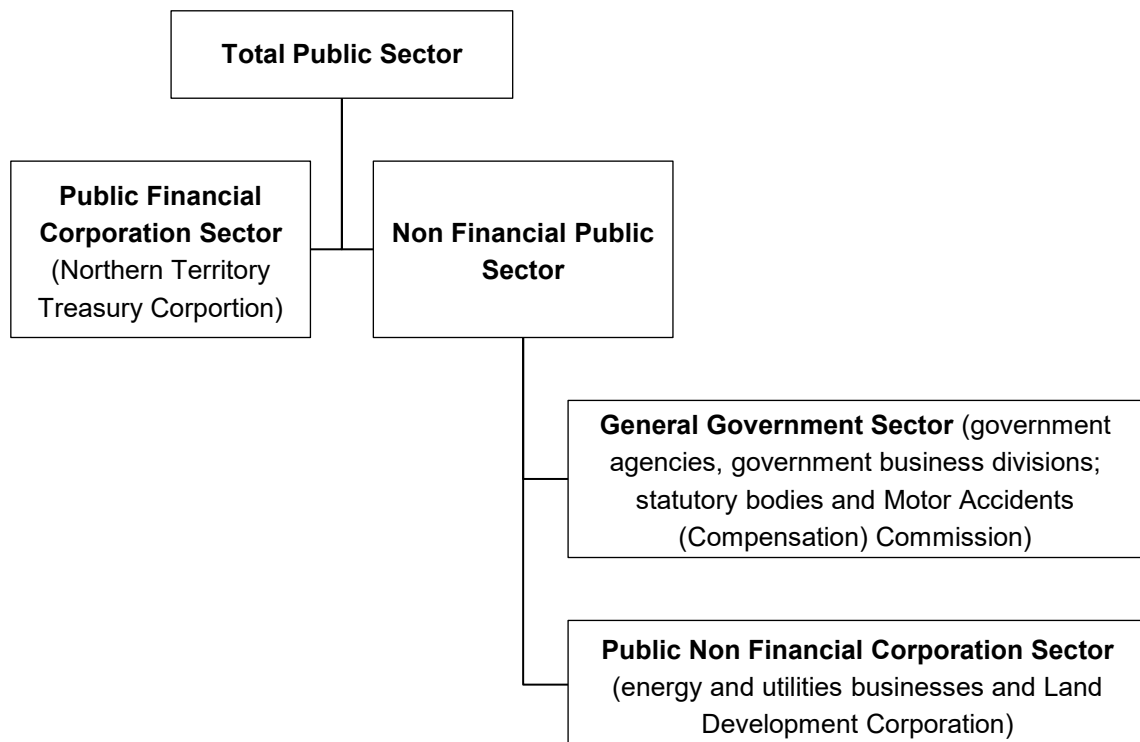 Total Public Sector
Public Financial
Corporation Sector
(Northern Territory
Treasury Corportion)
Non Financial Public
Sector
General Government Sector (government
agencies, government business divisions;
statutory bodies and Motor Accidents
(Compensation) Commission)
Public Non Financial Corporation Sector
(energy and utilities businesses and Land
Development Corporation)